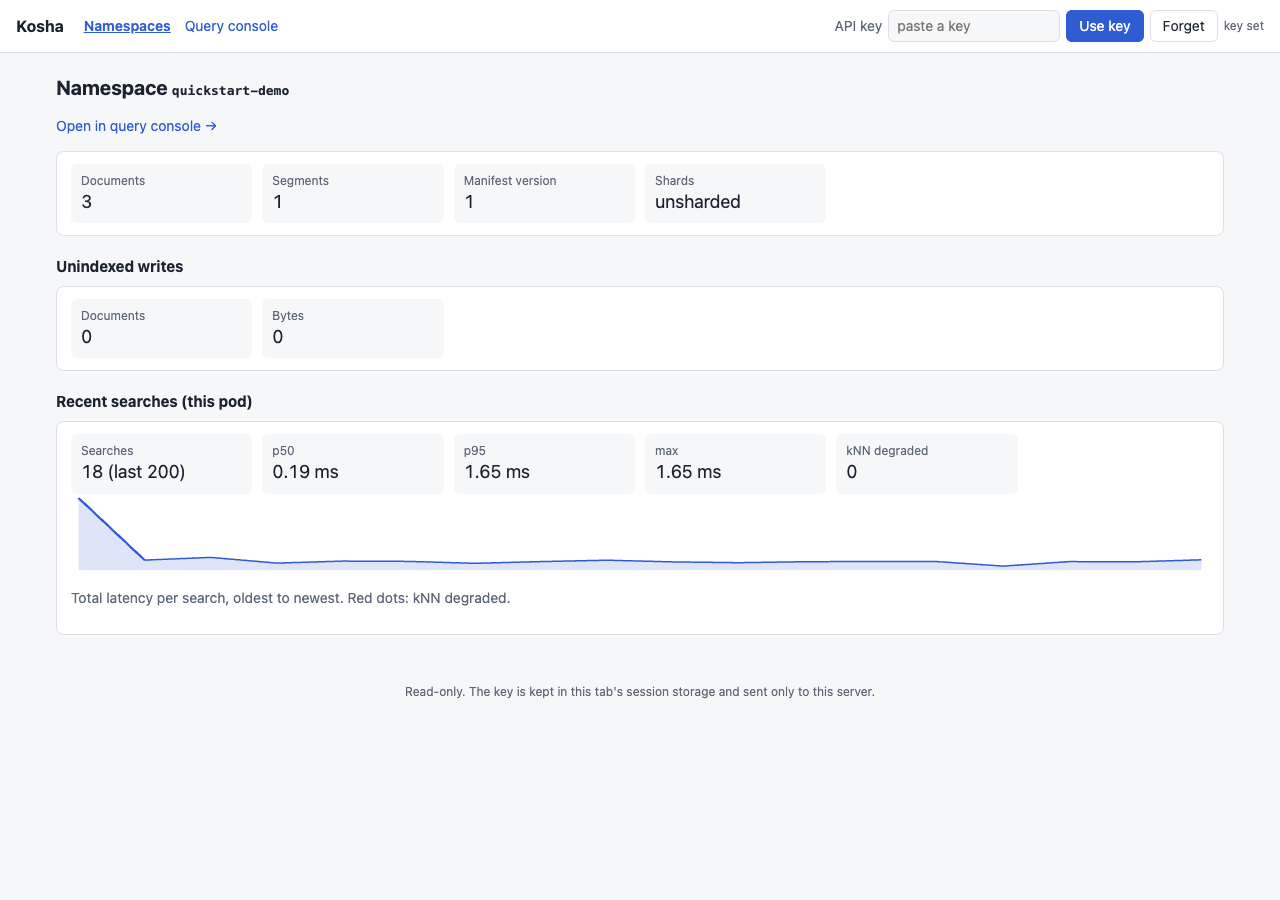 Kosha Namespaces Query console API key paste a key Use key Forget key set
Namespace quickstart-demo
Open in query console →
Documents Segments Manifest version Shards
3 1 1 unsharded
Unindexed writes
Documents Bytes
0 0
Recent searches (this pod)
Searches p50 p95 max kNN degraded
18 (last 200) 0.19 ms 1.65 ms 1.65 ms 0
Total latency per search, oldest to newest. Red dots: kNN degraded.
Read-only. The key is kept in this tab's session storage and sent only to this server.